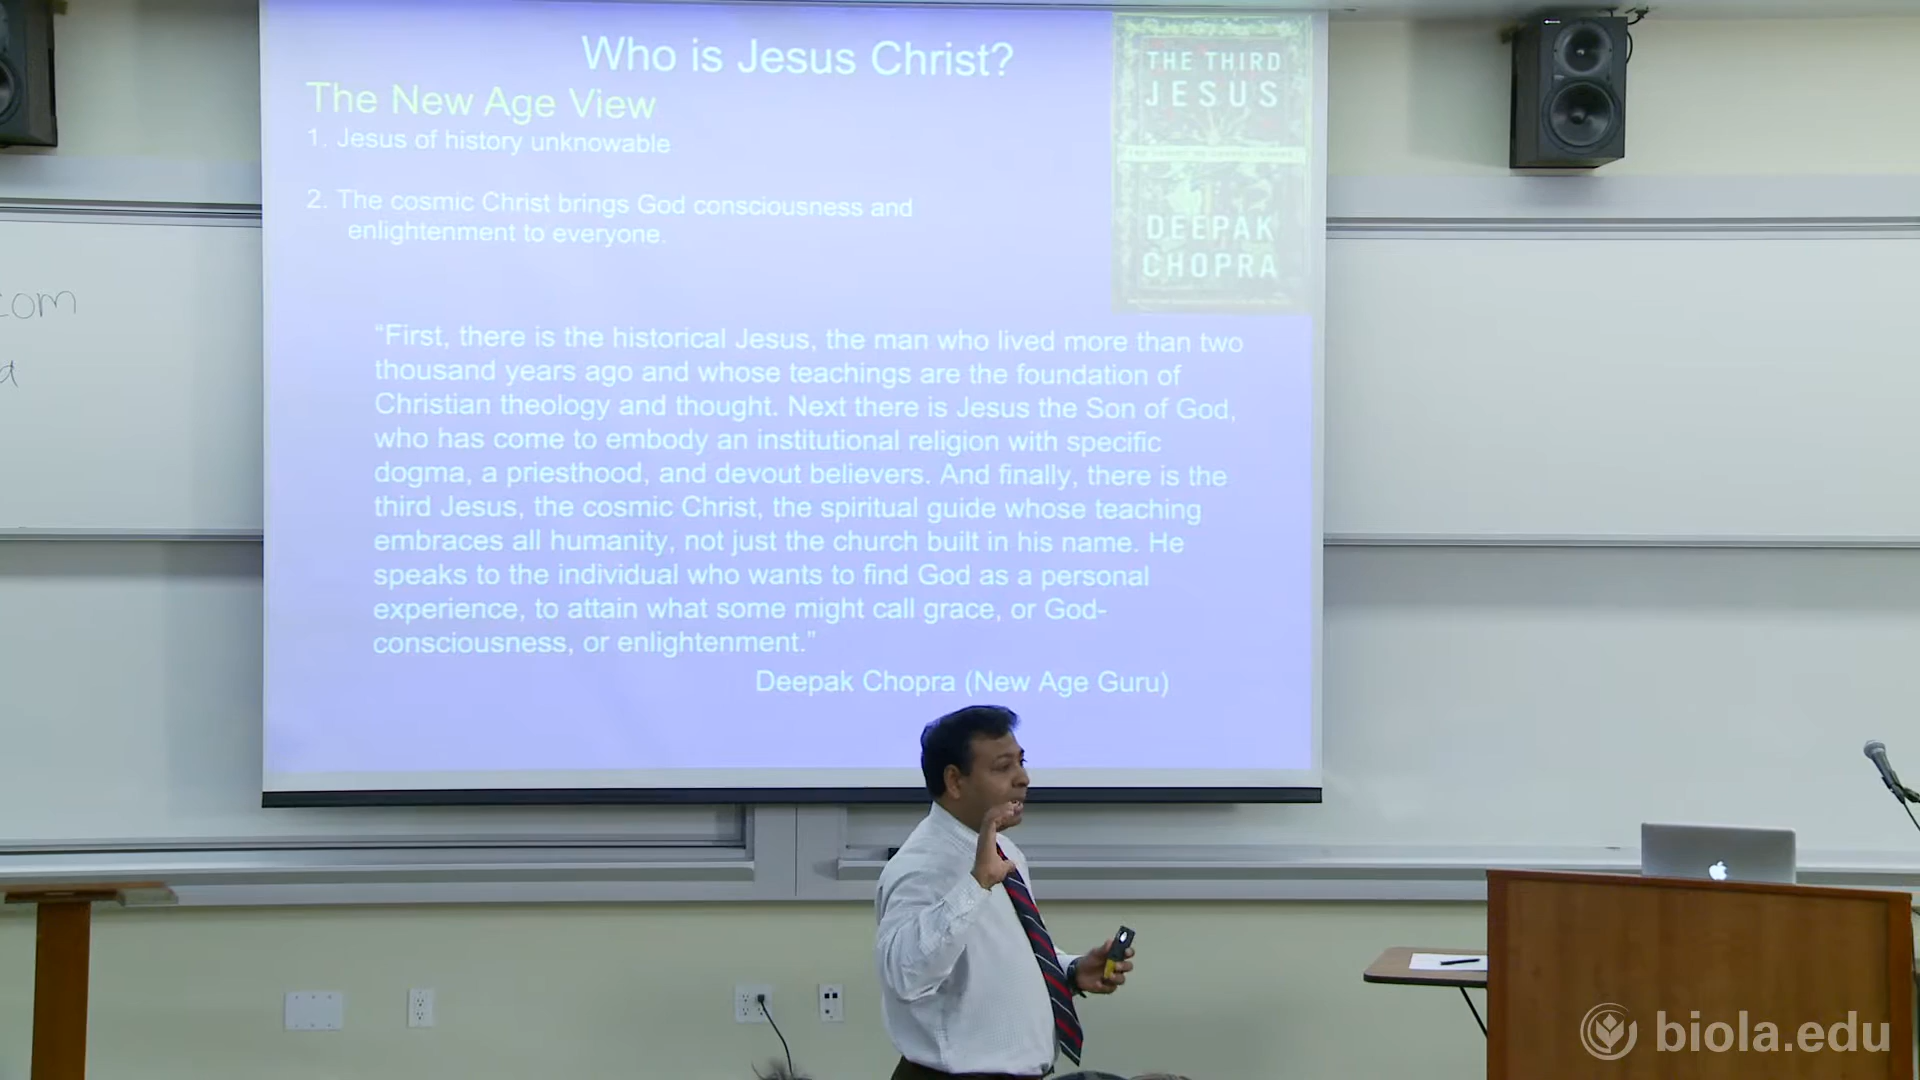 Who is Jesus Christ?
The New Age View
1. Jesus of history unknowable
2. The cosmic Christ brings God consciousness and
enlightenment to everyone.
THE THIRD
JESUS
DEEPAK
CHOPRA
“First, there is the historical Jesus, the man who lived more than two
thousand years ago and whose teachings are the foundation of
Christian theology and thought. Next there is Jesus the Son of God,
who has come to embody an institutional religion with specific
dogma, a priesthood, and devout believers. And finally, there is the
third Jesus, the cosmic Christ, the spiritual guide whose teaching
embraces all humanity, not just the church built in his name. He
speaks to the individual who wants to find God as a personal
experience, to attain what some might call grace, or God-
consciousness, or enlightenment.”
Deepak Chopra (New Age Guru)
com
biola.edu